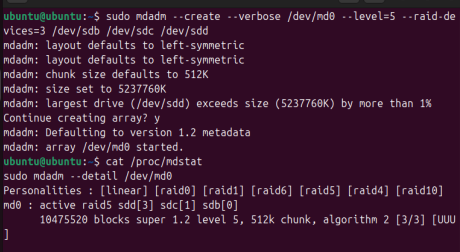 ubuntu@ubuntu:~$ sudo mdadm --create --verbose /dev/md0 --level=5 --raid-de
vices=3 /dev/sdb /dev/sdc /dev/sdd
mdadm: layout defaults to left-symmetric
mdadm: layout defaults to left-symmetric
mdadm: chunk size defaults to 512K
mdadm: size set to 5237760K
mdadm: largest drive (/dev/sdd) exceeds size (5237760K) by more than 1%
Continue creating array? y
mdadm: Defaulting to version 1.2 metadata
mdadm: array /dev/md0 started.
ubuntu@ubuntu:~$ cat /proc/mdstat
sudo mdadm --detail /dev/md0
Personalities : [linear] [raid0] [raid1] [raid6] [raid5] [raid4] [raid10]
md0 : active raid5 sdd[3] sdc[1] sdb[0]
      10475520 blocks super 1.2 level 5, 512k chunk, algorithm 2 [3/3] [UUU
]